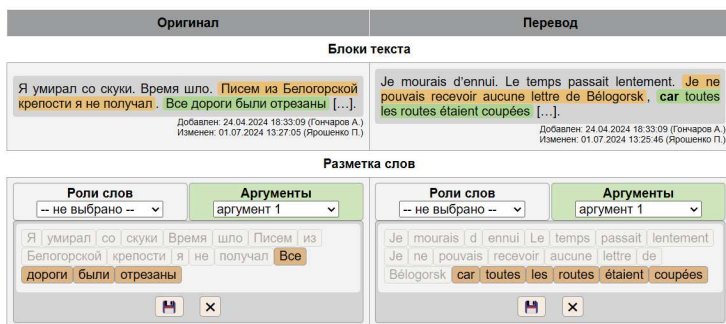 Оригинал
Перевод
Блоки текста
Я умирал со скуки. Время шло. Писем из Белогорской
крепости я не получал . Все дороги были отрезаны […].
Добавлен: 24.04.2024 18:33:09 (Гончаров А.)
Изменен: 01.07.2024 13:27:05 (Ярошенко П.)
Je mourais d’ennui. Le temps passait lentement. Je ne
pouvais recevoir aucune lettre de Bélogorsk , car toutes
les routes étaient coupées […].
Добавлен: 24.04.2024 18:33:09 (Гончаров А.)
Изменен: 01.07.2024 13:25:46 (Ярошенко П.)
Разметка слов
Роли слов
-- не выбрано --
Аргументы
аргумент 1
Я умирал со скуки Время шло Писем из
Белогорской крепости я не получал Все
дороги были отрезаны
Роли слов
-- не выбрано --
Аргументы
аргумент 1
Je mourais d ennui Le temps passait lentement
Je ne pouvais recevoir aucune lettre de
Bélogorsk car toutes les routes étaient coupées